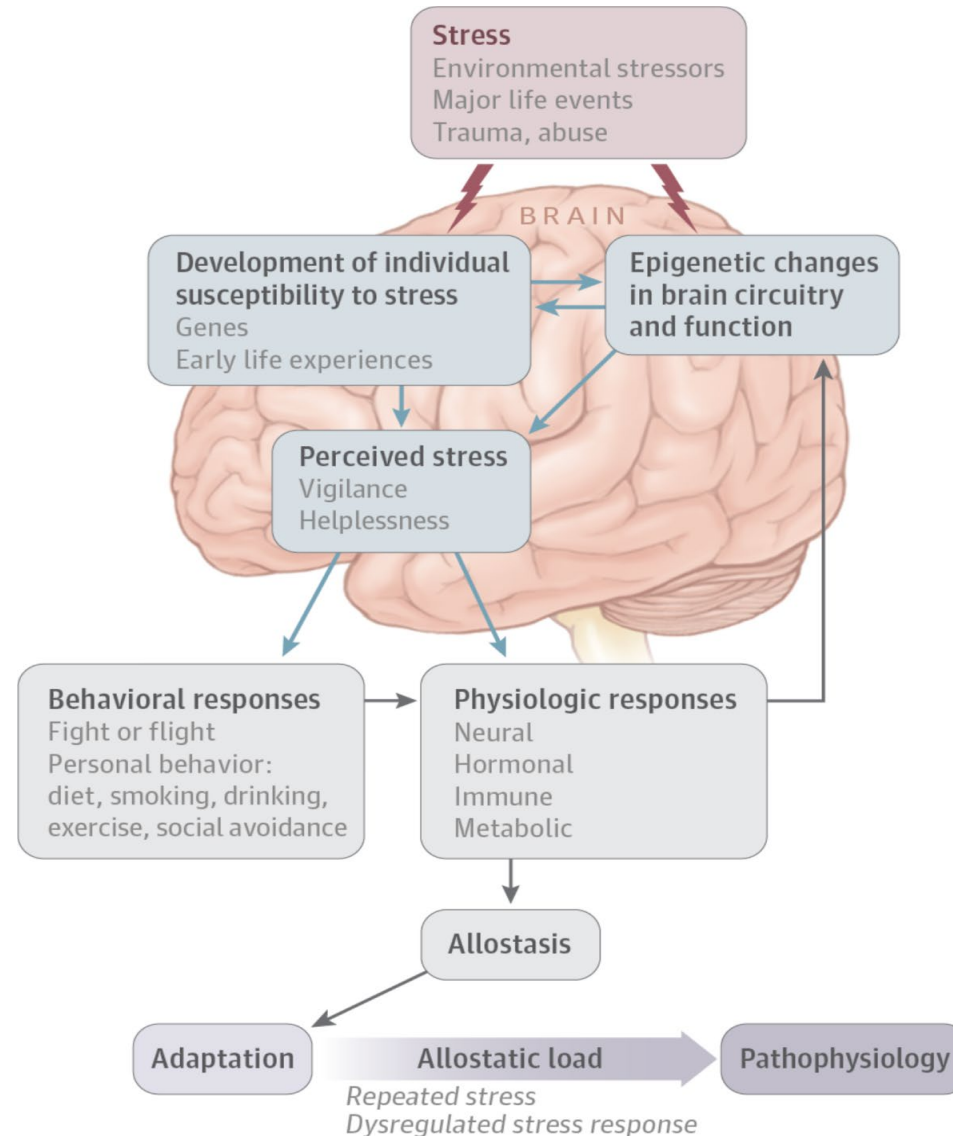 Stress
Environmental stressors
Major life events
Trauma, abuse
BRAIN
Development of individual
susceptibility to stress
Genes
Early life experiences
Epigenetic changes
in brain circuitry
and function
Perceived stress
Vigilance
Helplessness
Behavioral responses
Fight or flight
Personal behavior:
diet, smoking, drinking,
exercise, social avoidance
Physiologic responses
Neural
Hormonal
Immune
Metabolic
Allostasis
Adaptation
Allostatic load
Pathophysiology
Repeated stress
Dysregulated stress response